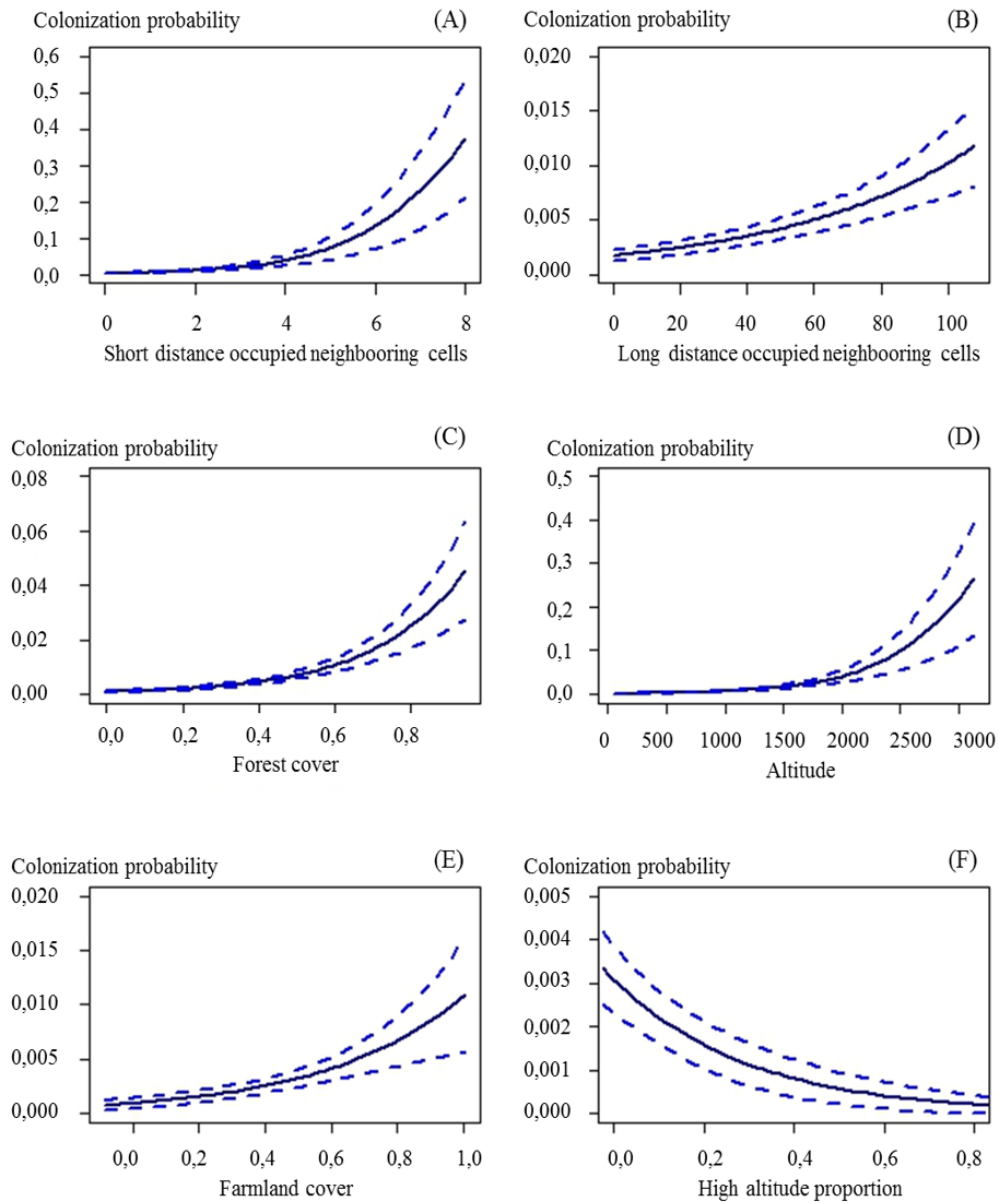 Colonization probability (A)
0,6
0,5
0,4
0,3
0,2
0,1
0,0
0 2 4 6 8
Short distance occupied neighbooring cells
Colonization probability (B)
0,020
0,015
0,010
0,005
0,000
0 20 40 60 80 100
Long distance occupied neighbooring cells
Colonization probability (C)
0,08
0,06
0,04
0,02
0,00
0,0 0,2 0,4 0,6 0,8
Forest cover
Colonization probability (D)
0,5
0,4
0,3
0,2
0,1
0,0
0 500 1000 1500 2000 2500 3000
Altitude
Colonization probability (E)
0,020
0,015
0,010
0,005
0,000
0,0 0,2 0,4 0,6 0,8 1,0
Farmland cover
Colonization probability (F)
0,005
0,004
0,003
0,002
0,001
0,000
0,0 0,2 0,4 0,6 0,8
High altitude proportion